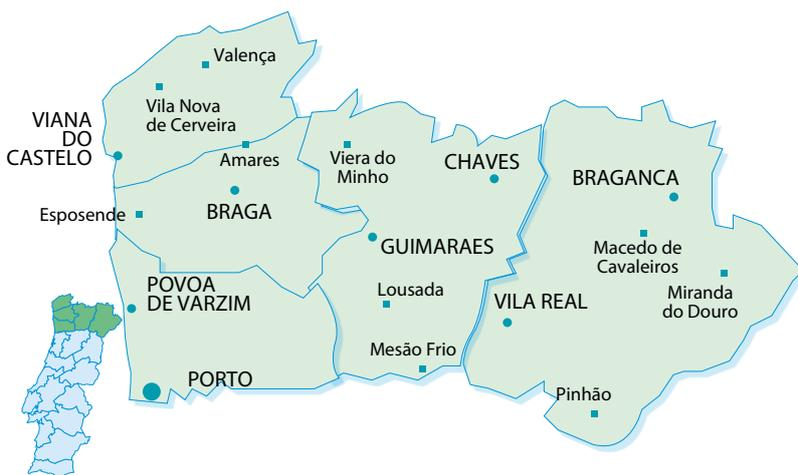 Valença
Vila Nova
de Cerveira
VIANA
DO
CASTELO
Amares
Viera do
Minho
CHAVES
BRAGANCA
Esposende
BRAGA
GUIMARAES
Macedo de
Cavaleiros
POVOA
DE VARZIM
Lousada
VILA REAL
Miranda
do Douro
Mesão Frio
PORTO
Pinhão